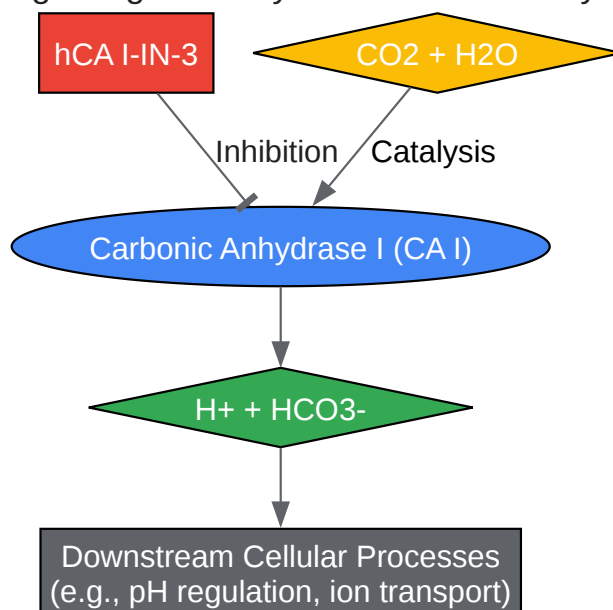 hCA I-IN-3
CO2 + H2O
Inhibition
Catalysis
Carbonic Anhydrase I (CA I)
H+ + HCO3-
Downstream Cellular Processes
(e.g., pH regulation, ion transport)